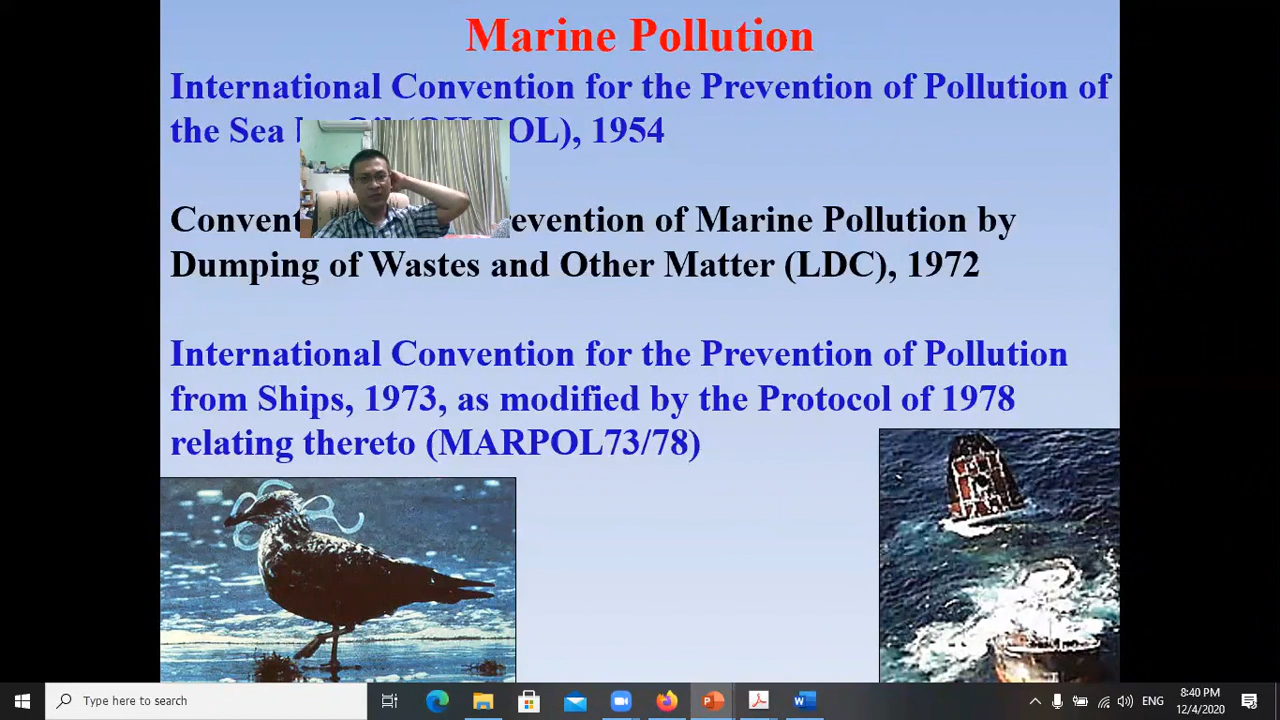 Marine Pollution
International Convention for the Prevention of Pollution of
the Sea POL), 1954
of Marine Pollution by
Dumping of Wastes and Other Matter (LDC), 1972
International Convention for the Prevention of Pollution
from Ships, 1973, as modified by the Protocol of 1978
relating thereto (MARPOL73/78)
Type here to search
ENG
8:40 PM
12/4/2020